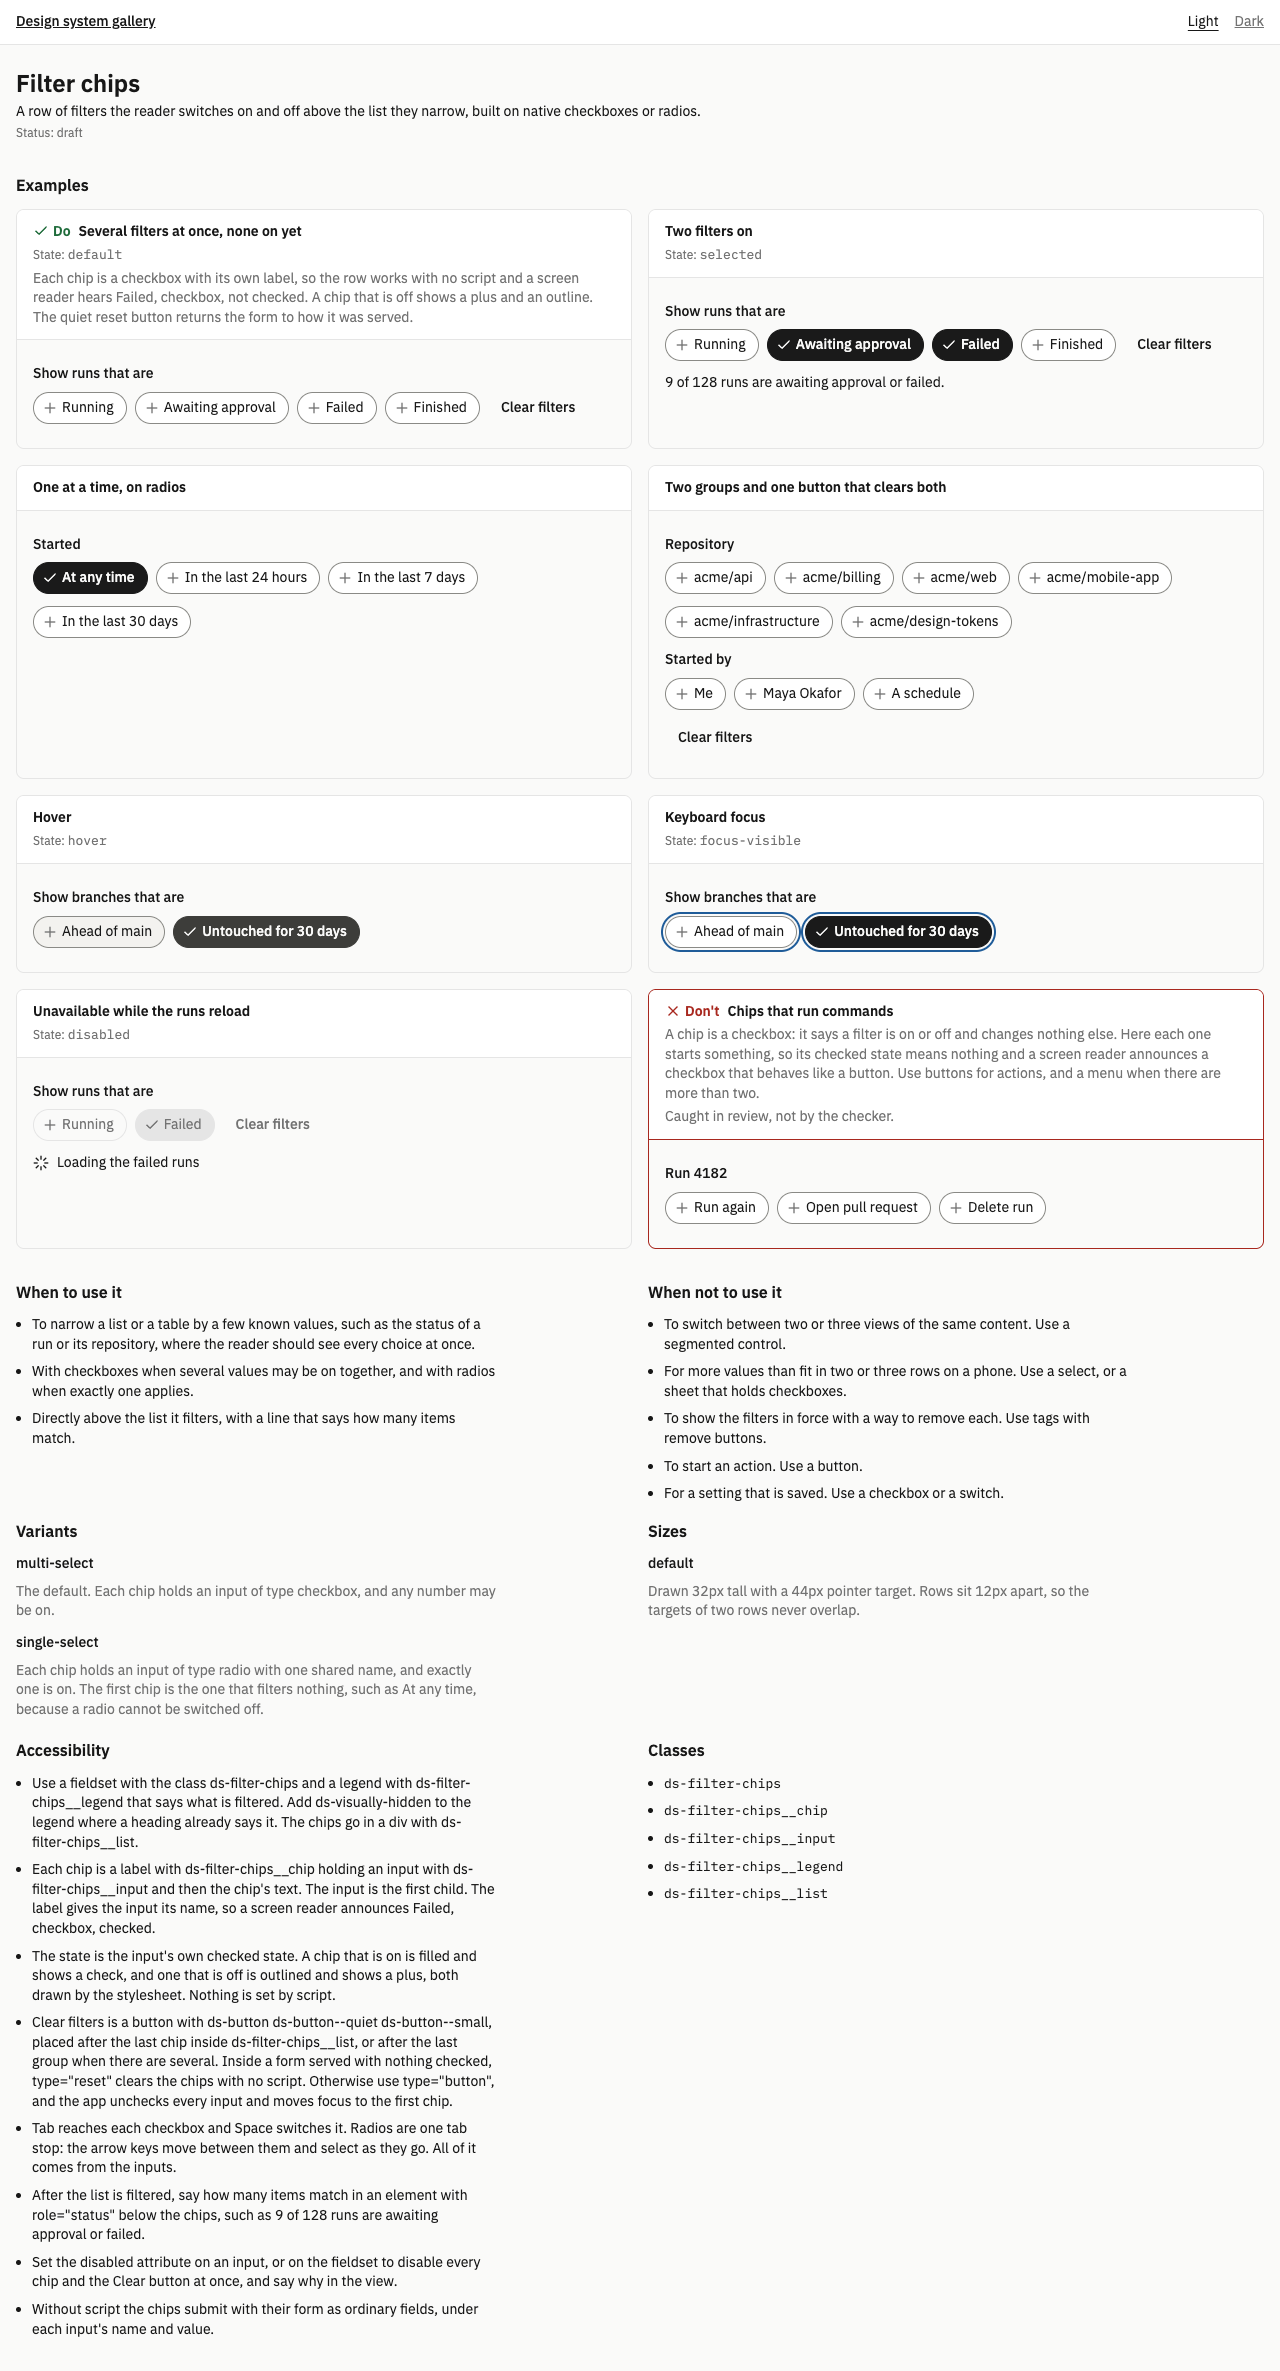 Design system gallery
Light Dark
Filter chips
A row of filters the reader switches on and off above the list they narrow, built on native checkboxes or radios.
Status: draft
Examples
Do Several filters at once, none on yet
State: default
Each chip is a checkbox with its own label, so the row works with no script and a screen
reader hears Failed, checkbox, not checked. A chip that is off shows a plus and an outline.
The quiet reset button returns the form to how it was served.
Show runs that are
Running Awaiting approval Failed Finished Clear filters
Two filters on
State: selected
Show runs that are
Running Awaiting approval Failed Finished Clear filters
9 of 128 runs are awaiting approval or failed.
One at a time, on radios
Started
At any time In the last 24 hours In the last 7 days
In the last 30 days
Two groups and one button that clears both
Repository
acme/api acme/billing acme/web acme/mobile-app
acme/infrastructure acme/design-tokens
Started by
Me Maya Okafor A schedule
Clear filters
Hover
State: hover
Show branches that are
Ahead of main Untouched for 30 days
Keyboard focus
State: focus-visible
Show branches that are
Ahead of main Untouched for 30 days
Unavailable while the runs reload
State: disabled
Show runs that are
Running Failed Clear filters
Loading the failed runs
Don't Chips that run commands
A chip is a checkbox: it says a filter is on or off and changes nothing else. Here each one
starts something, so its checked state means nothing and a screen reader announces a
checkbox that behaves like a button. Use buttons for actions, and a menu when there are
more than two.
Caught in review, not by the checker.
Run 4182
Run again Open pull request Delete run
When to use it
To narrow a list or a table by a few known values, such as the status of a
run or its repository, where the reader should see every choice at once.
With checkboxes when several values may be on together, and with radios
when exactly one applies.
Directly above the list it filters, with a line that says how many items
match.
When not to use it
To switch between two or three views of the same content. Use a
segmented control.
For more values than fit in two or three rows on a phone. Use a select, or a
sheet that holds checkboxes.
To show the filters in force with a way to remove each. Use tags with
remove buttons.
To start an action. Use a button.
For a setting that is saved. Use a checkbox or a switch.
Variants
multi-select
The default. Each chip holds an input of type checkbox, and any number may
be on.
single-select
Each chip holds an input of type radio with one shared name, and exactly
one is on. The first chip is the one that filters nothing, such as At any time,
because a radio cannot be switched off.
Sizes
default
Drawn 32px tall with a 44px pointer target. Rows sit 12px apart, so the
targets of two rows never overlap.
Accessibility
Use a fieldset with the class ds-filter-chips and a legend with ds-filter-
chips__legend that says what is filtered. Add ds-visually-hidden to the
legend where a heading already says it. The chips go in a div with ds-
filter-chips__list.
Each chip is a label with ds-filter-chips__chip holding an input with ds-
filter-chips__input and then the chip's text. The input is the first child. The
label gives the input its name, so a screen reader announces Failed,
checkbox, checked.
The state is the input's own checked state. A chip that is on is filled and
shows a check, and one that is off is outlined and shows a plus, both
drawn by the stylesheet. Nothing is set by script.
Clear filters is a button with ds-button ds-button--quiet ds-button--small,
placed after the last chip inside ds-filter-chips__list, or after the last
group when there are several. Inside a form served with nothing checked,
type="reset" clears the chips with no script. Otherwise use type="button",
and the app unchecks every input and moves focus to the first chip.
Tab reaches each checkbox and Space switches it. Radios are one tab
stop: the arrow keys move between them and select as they go. All of it
comes from the inputs.
After the list is filtered, say how many items match in an element with
role="status" below the chips, such as 9 of 128 runs are awaiting
approval or failed.
Set the disabled attribute on an input, or on the fieldset to disable every
chip and the Clear button at once, and say why in the view.
Without script the chips submit with their form as ordinary fields, under
each input's name and value.
Classes
ds-filter-chips
ds-filter-chips__chip
ds-filter-chips__input
ds-filter-chips__legend
ds-filter-chips__list